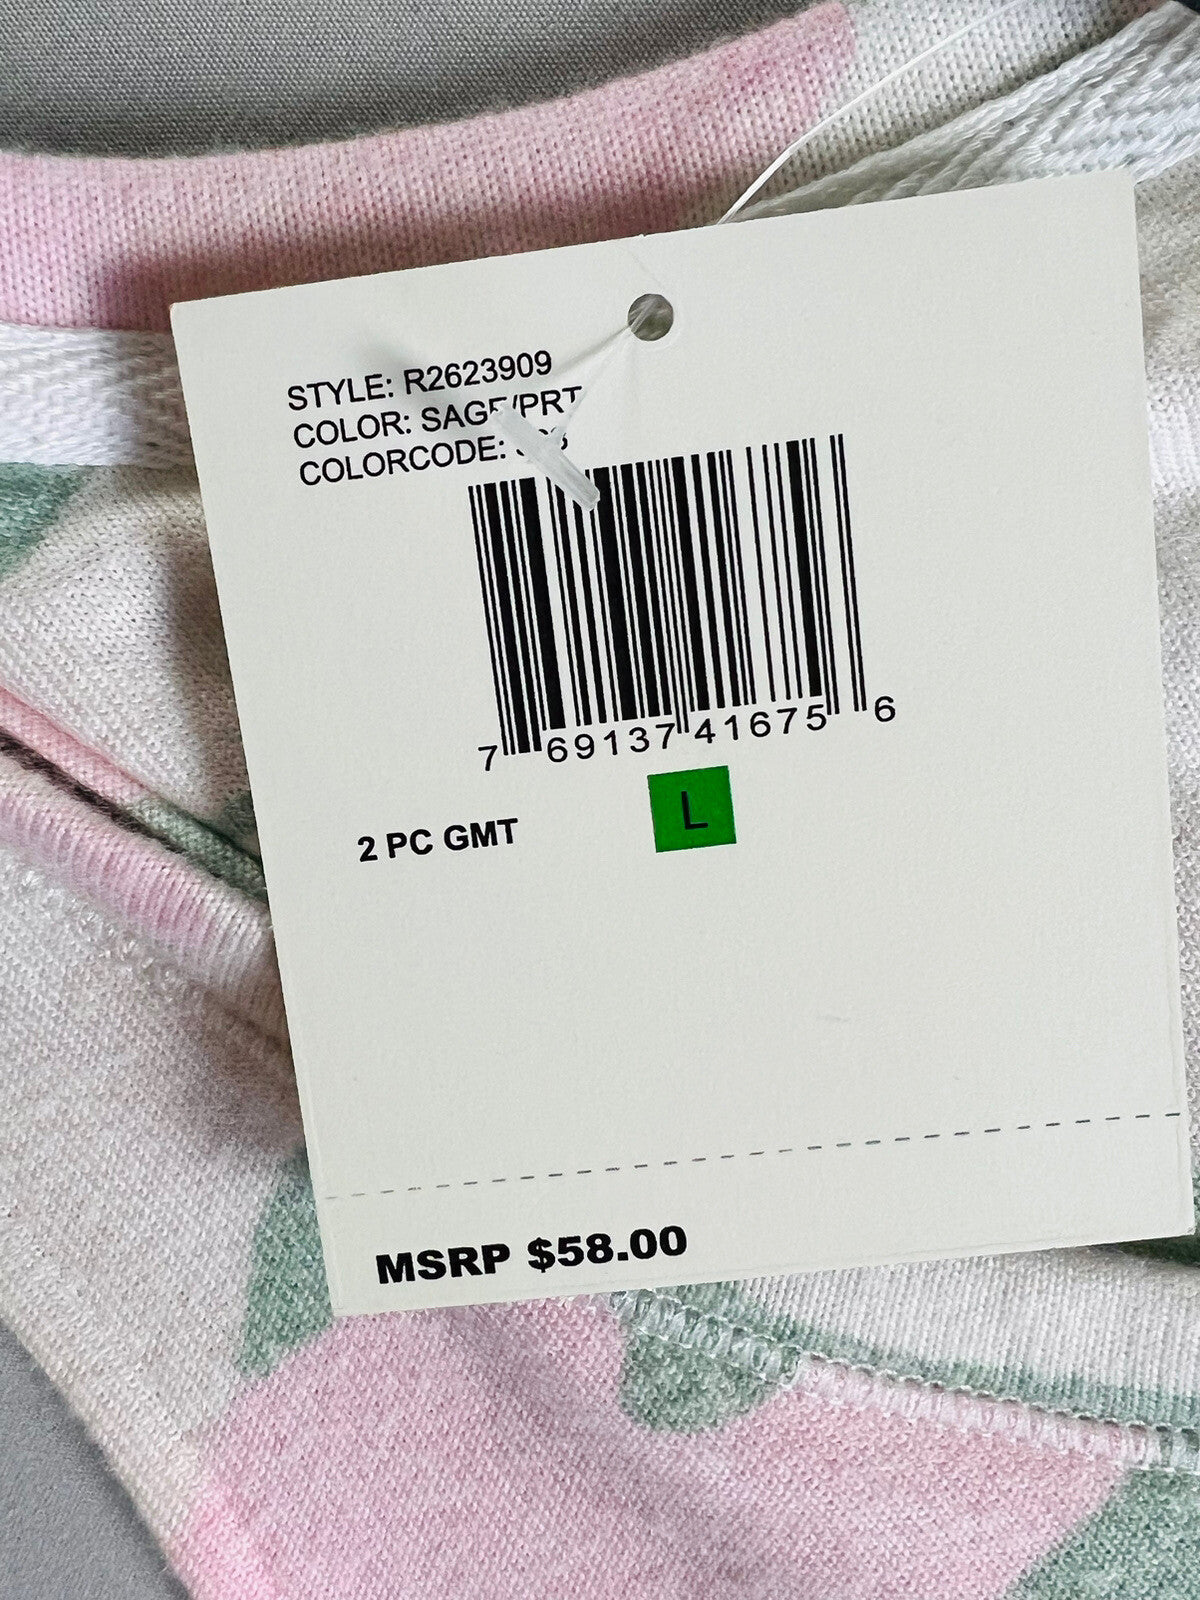 STYLE: R2623909
COLOR: SAGE/PRT
COLORCODE:
7 69137 41675 6
2 PC GMT
L
MSRP $58.00